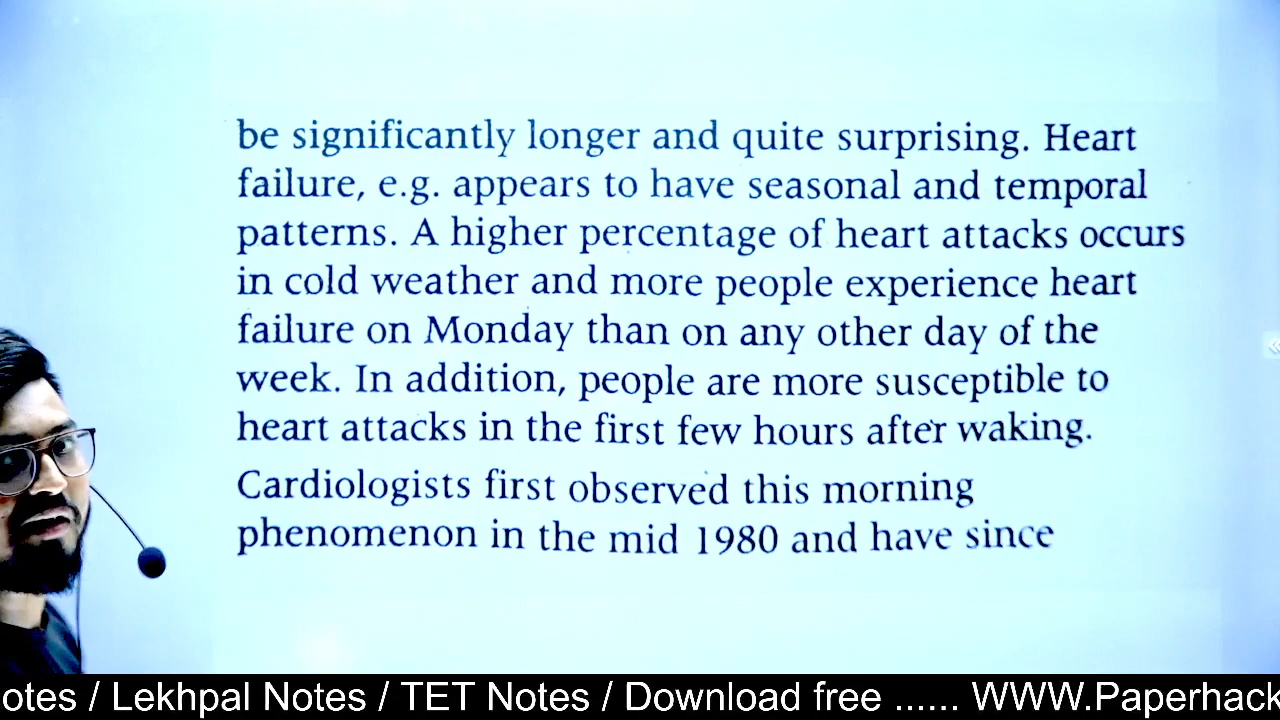 be significantly longer and quite surprising. Heart
failure, e.g. appears to have seasonal and temporal
patterns. A higher percentage of heart attacks occurs
in cold weather and more people experience heart
failure on Monday than on any other day of the
week. In addition, people are more susceptible to
heart attacks in the first few hours after waking.
Cardiologists first observed this morning
phenomenon in the mid 1980 and have since
otes / Lekhpal Notes / TET Notes / Download free ...... WWW.Paperhack